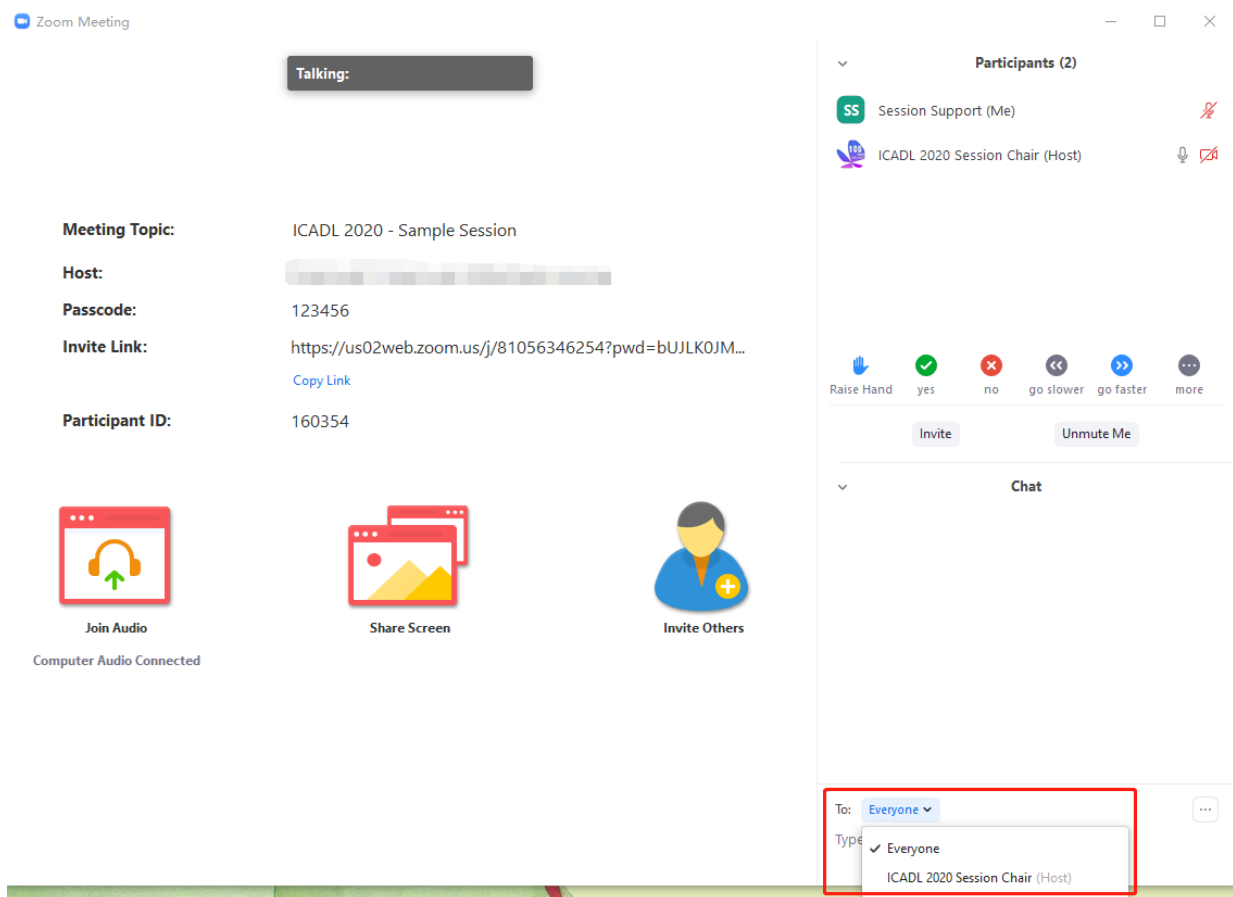 Zoom Meeting
Talking:
Meeting Topic: ICADL 2020 - Sample Session
Host:
Passcode: 123456
Invite Link: https://us02web.zoom.us/j/81056346254?pwd=bUJLK0JM...
Copy Link
Participant ID: 160354
Join Audio
Share Screen
Invite Others
Computer Audio Connected
Participants (2)
SS Session Support (Me)
ICADL 2020 Session Chair (Host)
Raise Hand yes no go slower go faster more
Invite Unmute Me
Chat
To: Everyone
Type
Everyone
ICADL 2020 Session Chair (Host)